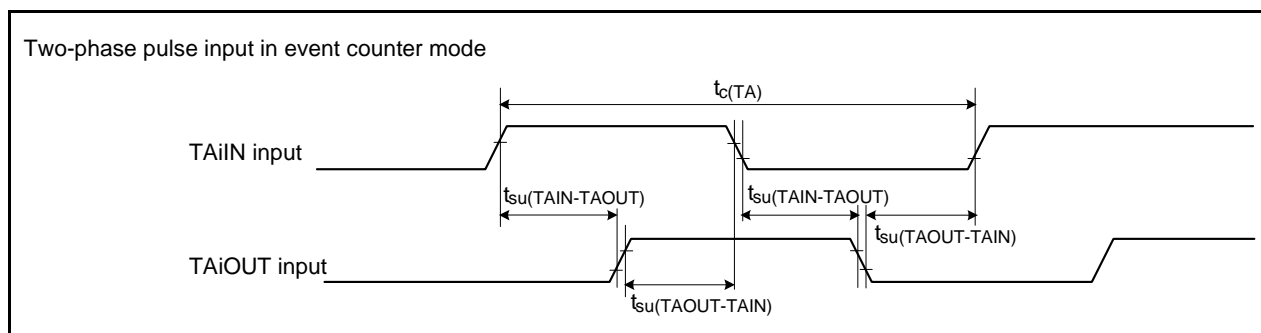 Two-phase pulse input in event counter mode
tc(TA)
TAiIN input
tsu(TAIN-TAOUT)
tsu(TAIN-TAOUT)
tsu(TAOUT-TAIN)
TAiOUT input
tsu(TAOUT-TAIN)